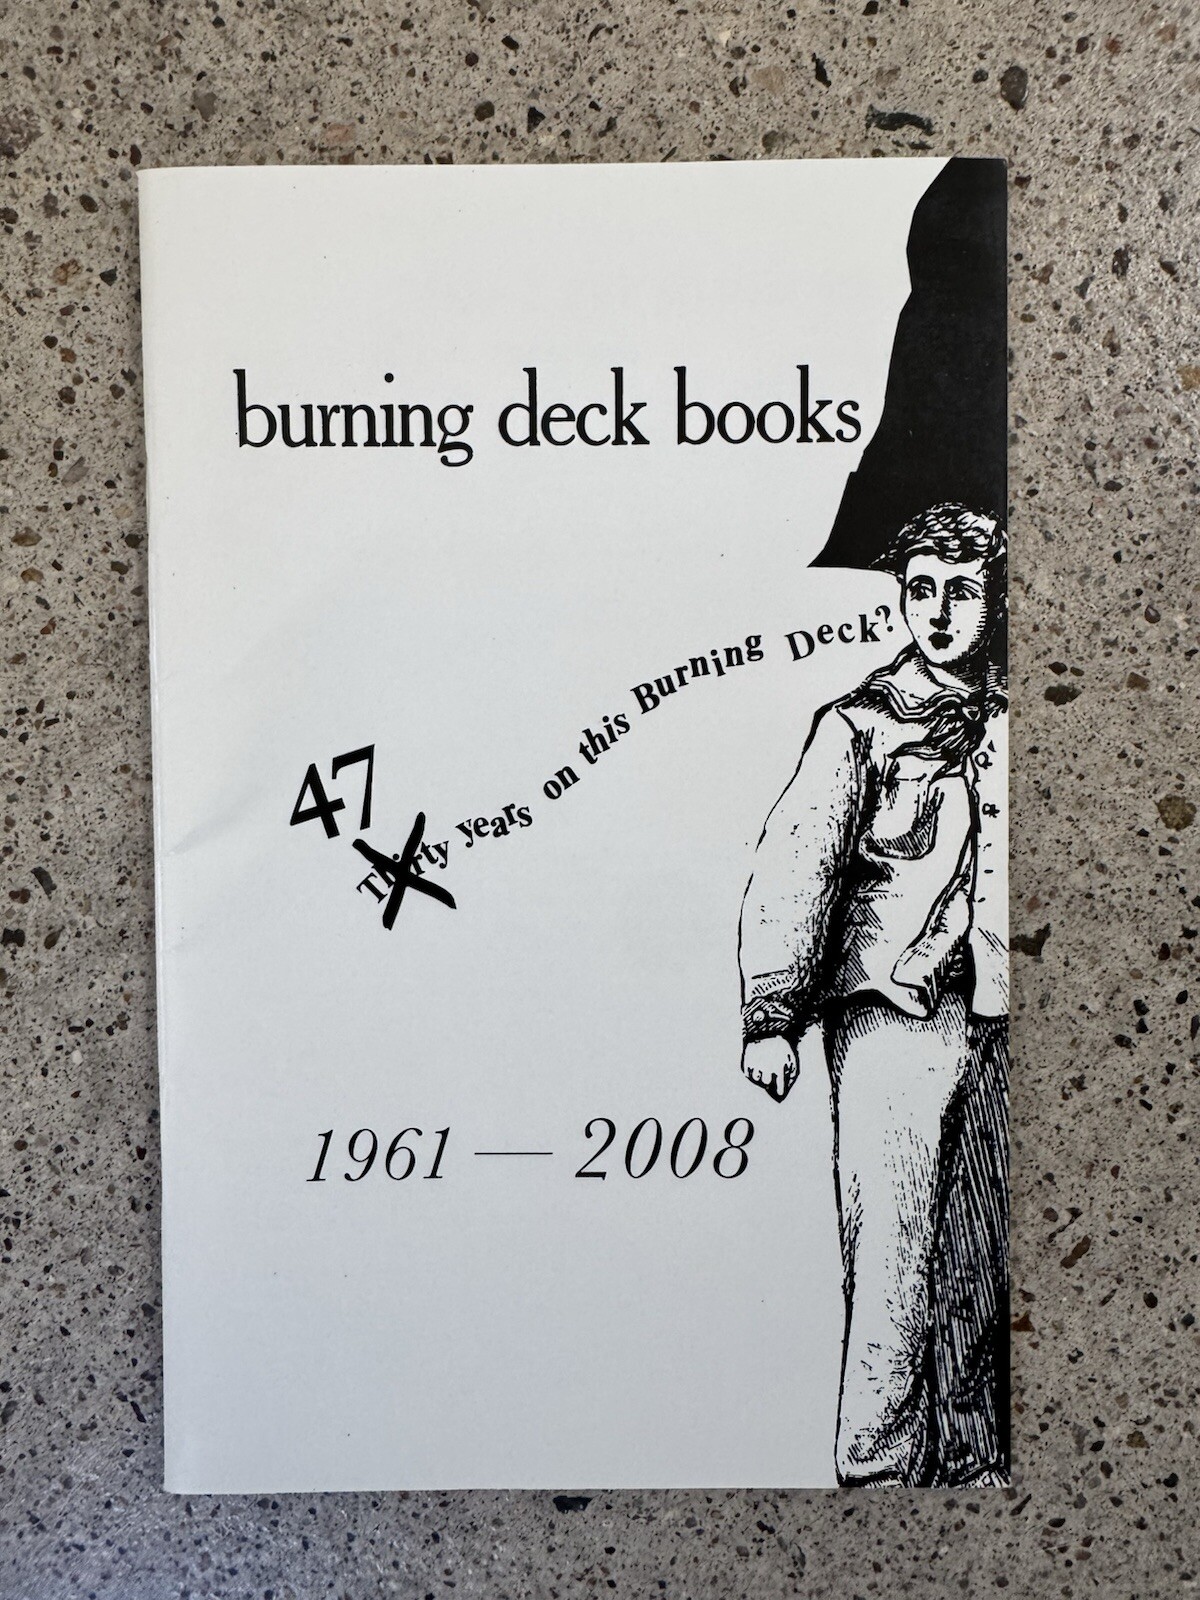 burning deck books
47
Thirty years on this Burning Deck?
1961 — 2008